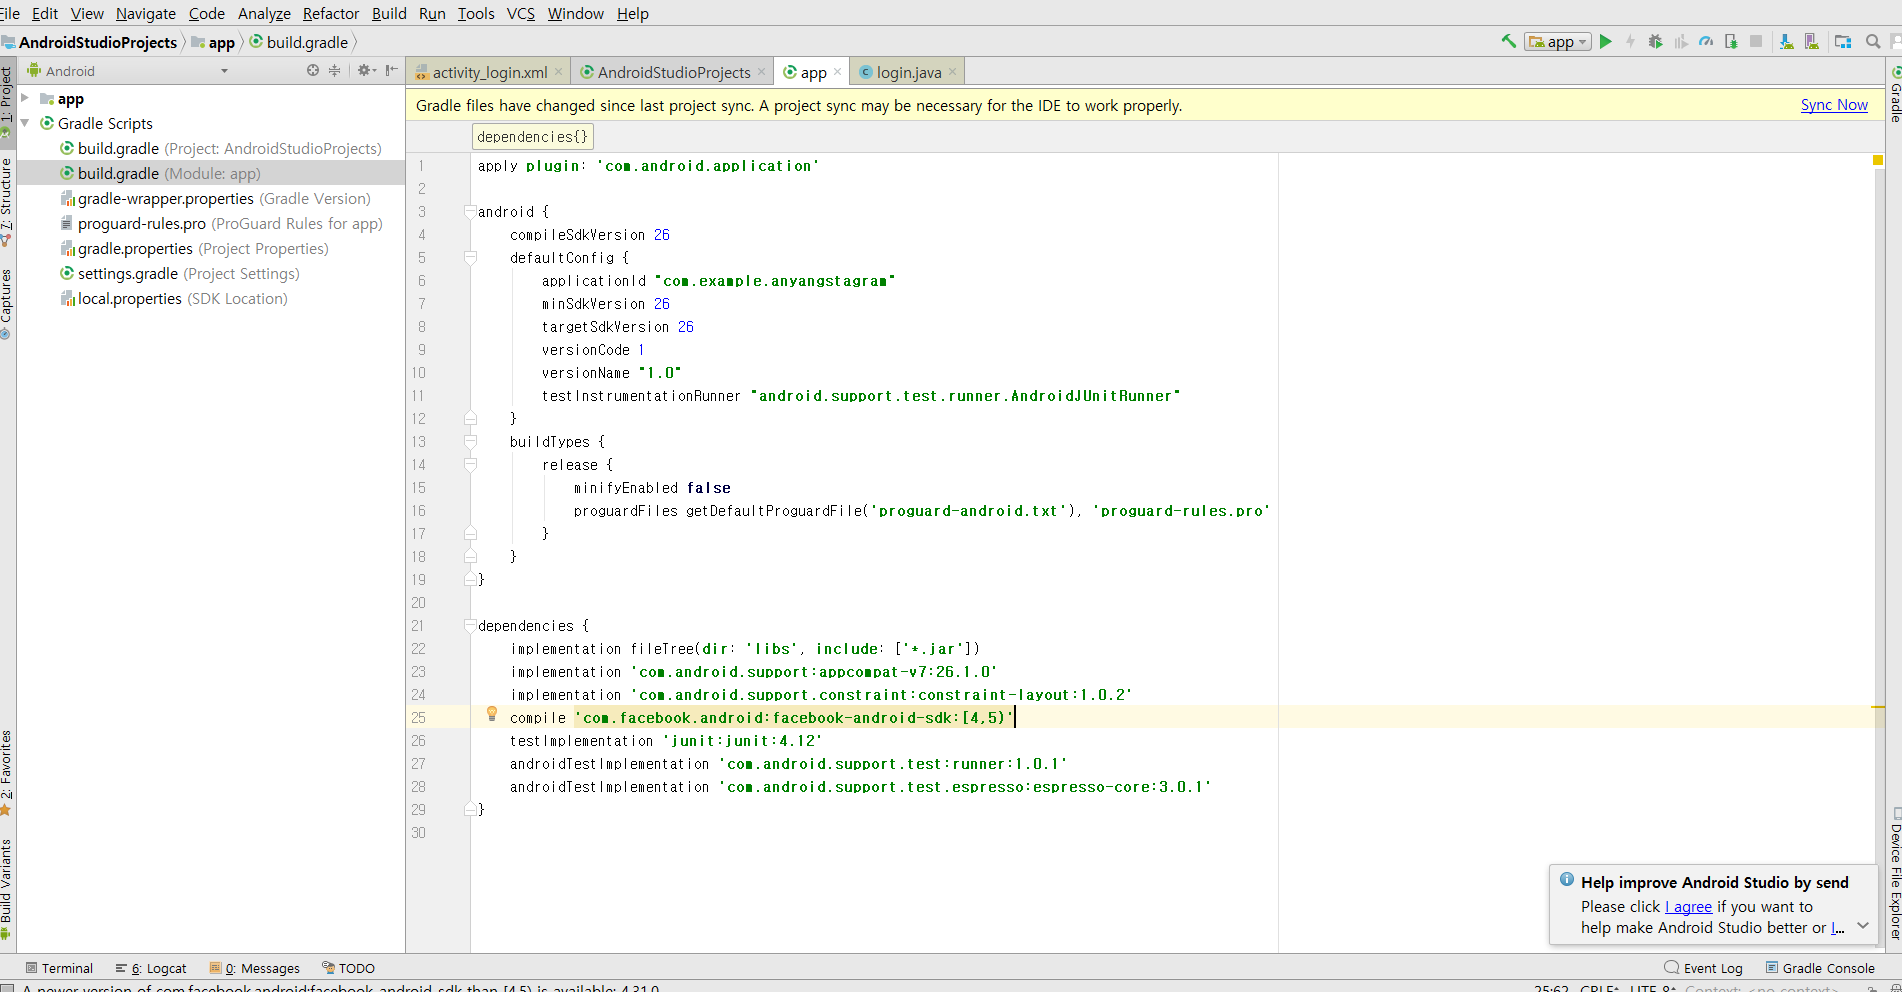 File Edit View Navigate Code Analyze Refactor Build Run Tools VCS Window Help
AndroidStudioProjects app build.gradle app
1: Project
Z: Structure
Captures
2: Favorites
Build Variants
Android
app
Gradle Scripts
build.gradle (Project: AndroidStudioProjects)
build.gradle (Module: app)
gradle-wrapper.properties (Gradle Version)
proguard-rules.pro (ProGuard Rules for app)
gradle.properties (Project Properties)
settings.gradle (Project Settings)
local.properties (SDK Location)
activity_login.xml AndroidStudioProjects app login.java
Gradle files have changed since last project sync. A project sync may be necessary for the IDE to work properly. Sync Now
dependencies{}
1 apply plugin: 'com.android.application'
2
3 android {
4 compileSdkVersion 26
5 defaultConfig {
6 applicationId "com.example.anyangstagram"
7 minSdkVersion 26
8 targetSdkVersion 26
9 versionCode 1
10 versionName "1.0"
11 testInstrumentationRunner "android.support.test.runner.AndroidJUnitRunner"
12 }
13 buildTypes {
14 release {
15 minifyEnabled false
16 proguardFiles getDefaultProguardFile('proguard-android.txt'), 'proguard-rules.pro'
17 }
18 }
19 }
20
21 dependencies {
22 implementation fileTree(dir: 'libs', include: ['*.jar'])
23 implementation 'com.android.support:appcompat-v7:26.1.0'
24 implementation 'com.android.support.constraint:constraint-layout:1.0.2'
25 compile 'com.facebook.android:facebook-android-sdk:[4,5)'
26 testImplementation 'junit:junit:4.12'
27 androidTestImplementation 'com.android.support.test:runner:1.0.1'
28 androidTestImplementation 'com.android.support.test.espresso:espresso-core:3.0.1'
29 }
30
Gradle
Device File Explorer
Help improve Android Studio by send
Please click I agree if you want to
help make Android Studio better or I...
Terminal 6: Logcat 0: Messages TODO Event Log Gradle Console
A newer version of com.facebook.android:facebook-android-sdk than [4,5) is available: 4.31.0 25:62 CRLF UTF-8 Context: <no context>